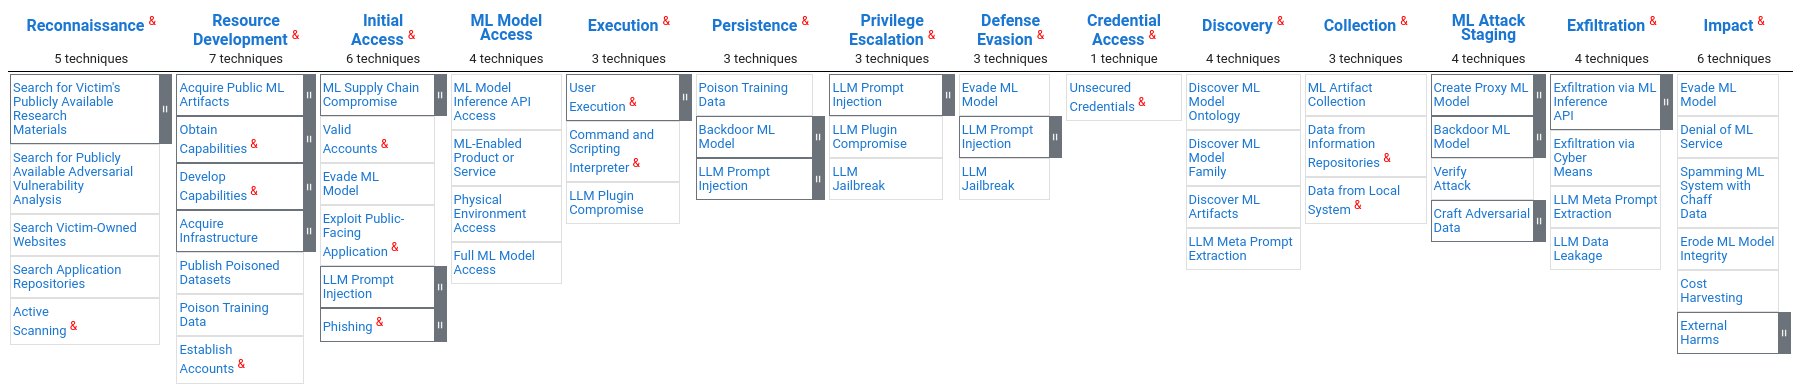 Reconnaissance &
5 techniques
Search for Victim's
Publicly Available
Research
Materials
Search for Publicly
Available Adversarial
Vulnerability
Analysis
Search Victim-Owned
Websites
Search Application
Repositories
Active
Scanning &
Resource
Development &
7 techniques
Acquire Public ML
Artifacts
Obtain
Capabilities &
Develop
Capabilities &
Acquire
Infrastructure
Publish Poisoned
Datasets
Poison Training
Data
Establish
Accounts &
Initial
Access &
6 techniques
ML Supply Chain
Compromise
Valid
Accounts &
Evade ML
Model
Exploit Public-
Facing
Application &
LLM Prompt
Injection
Phishing &
ML Model
Access
4 techniques
ML Model
Inference API
Access
ML-Enabled
Product or
Service
Physical
Environment
Access
Full ML Model
Access
Execution &
3 techniques
User
Execution &
Command and
Scripting
Interpreter &
LLM Plugin
Compromise
Persistence &
3 techniques
Poison Training
Data
Backdoor ML
Model
LLM Prompt
Injection
Privilege
Escalation &
3 techniques
LLM Prompt
Injection
LLM Plugin
Compromise
LLM
Jailbreak
Defense
Evasion &
3 techniques
Evade ML
Model
LLM Prompt
Injection
LLM
Jailbreak
Credential
Access &
1 technique
Unsecured
Credentials &
Discovery &
4 techniques
Discover ML
Model
Ontology
Discover ML
Model
Family
Discover ML
Artifacts
LLM Meta Prompt
Extraction
Collection &
3 techniques
ML Artifact
Collection
Data from
Information
Repositories &
Data from Local
System &
ML Attack
Staging
4 techniques
Create Proxy ML
Model
Backdoor ML
Model
Verify
Attack
Craft Adversarial
Data
Exfiltration &
4 techniques
Exfiltration via ML
Inference
API
Exfiltration via
Cyber
Means
LLM Meta Prompt
Extraction
LLM Data
Leakage
Impact &
6 techniques
Evade ML
Model
Denial of ML
Service
Spamming ML
System with
Chaff
Data
Erode ML Model
Integrity
Cost
Harvesting
External
Harms